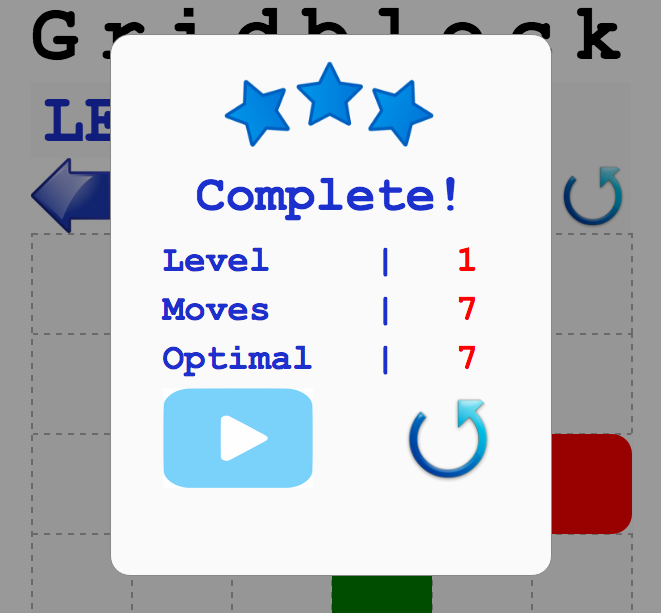 Gridblock
LE
Complete!
Level | 1
Moves | 7
Optimal | 7